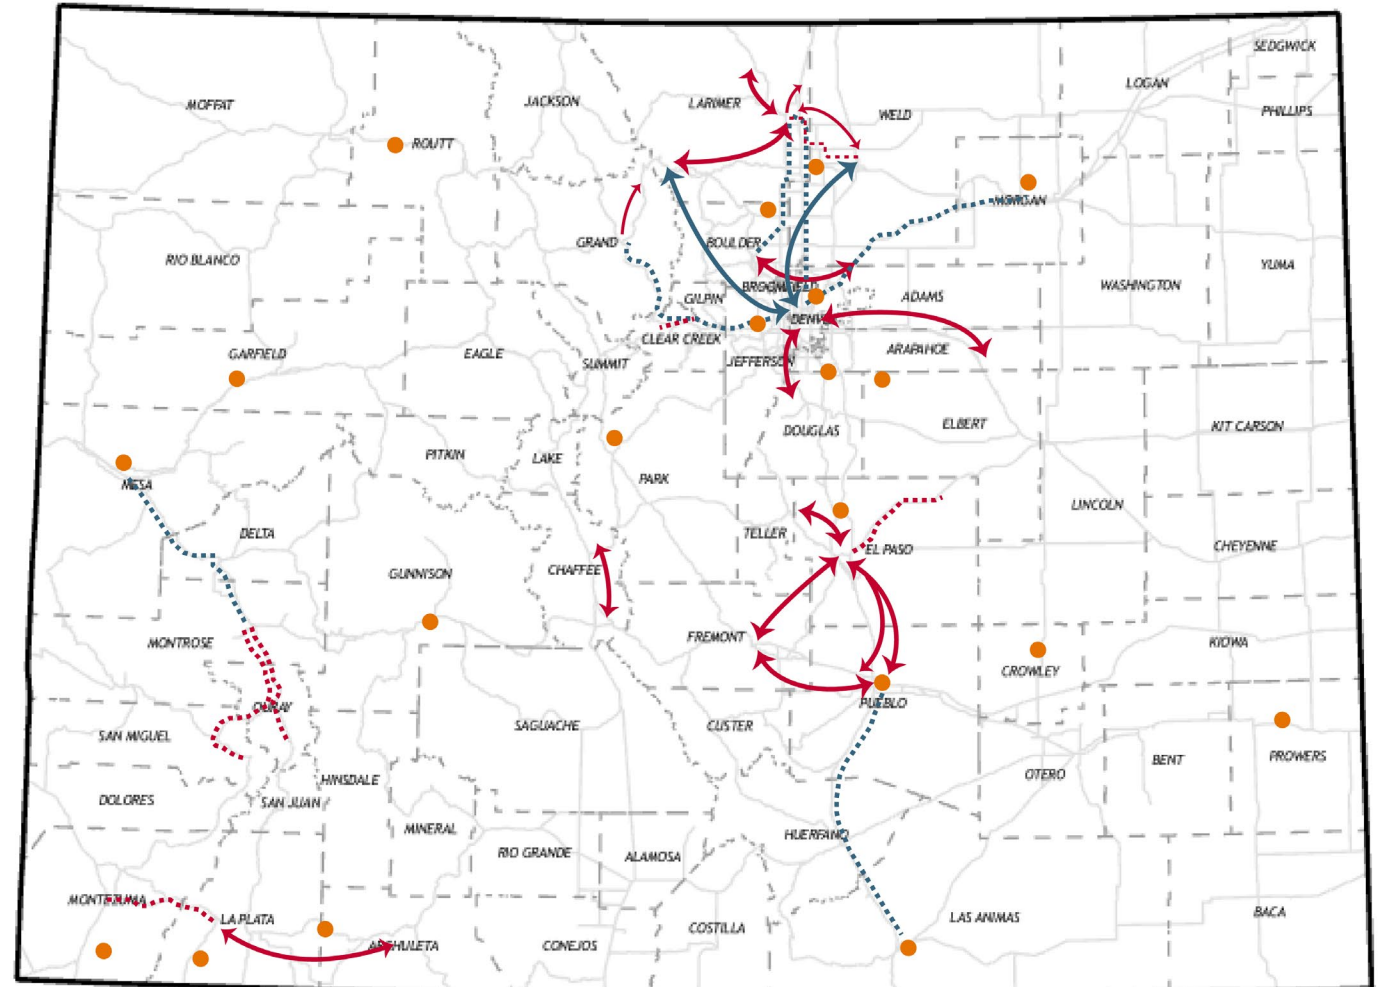 SEDGWICK
LOGAN
MOFFAT
JACKSON
LARIMER
PHILLIPS
WELD
ROUTT
MORGAN
GRAND
BOULDER
RIO BLANCO
YUMA
WASHINGTON
BROOMFIELD
GILPIN
ADAMS
DENVER
CLEAR CREEK
ARAPAHOE
GARFIELD
EAGLE
SUMMIT
JEFFERSON
ELBERT
KIT CARSON
DOUGLAS
PITKIN
LAKE
PARK
MESA
LINCOLN
DELTA
TELLER
EL PASO
CHEYENNE
GUNNISON
CHAFFEE
FREMONT
MONTROSE
KIOWA
CROWLEY
PUEBLO
OURAY
SAN MIGUEL
SAGUACHE
CUSTER
PROWERS
BENT
OTERO
HINSDALE
DOLORES
SAN JUAN
MINERAL
HUERFANO
RIO GRANDE
ALAMOSA
MONTEZUMA
LA PLATA
LAS ANIMAS
BACA
COSTILLA
ARCHULETA
CONEJOS